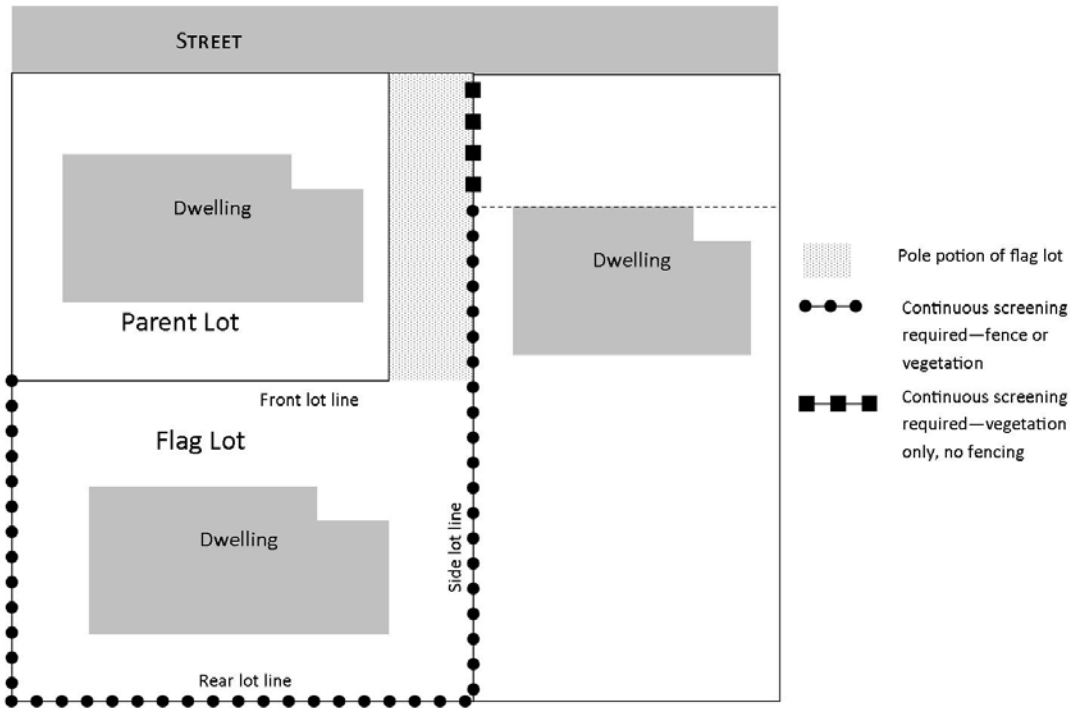 STREET
Dwelling
Parent Lot
Front lot line
Flag Lot
Dwelling
Side lot line
Rear lot line
Dwelling
Pole potion of flag lot
Continuous screening
required—fence or
vegetation
Continuous screening
required—vegetation
only, no fencing